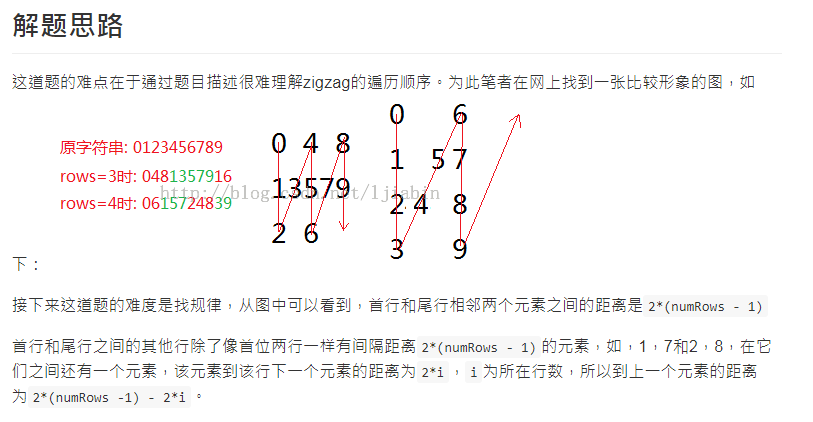 解题思路
这道题的难点在于通过题目描述很难理解zigzag的遍历顺序。为此笔者在网上找到一张比较形象的图，如
原字符串: 0123456789
rows=3时: 0481357916
rows=4时: 0615724839
0 4 8
13579
2 6
0 6
1 5 7
2 4 8
3 9
http://blog.csdn.net/ljiabin
下：
接下来这道题的难度是找规律，从图中可以看到，首行和尾行相邻两个元素之间的距离是 2*(numRows - 1)
首行和尾行之间的其他行除了像首位两行一样有间隔距离 2*(numRows - 1) 的元素，如，1，7和2，8，在它
们之间还有一个元素，该元素到该行下一个元素的距离为 2*i ， i 为所在行数，所以到上一个元素的距离
为 2*(numRows -1) - 2*i 。